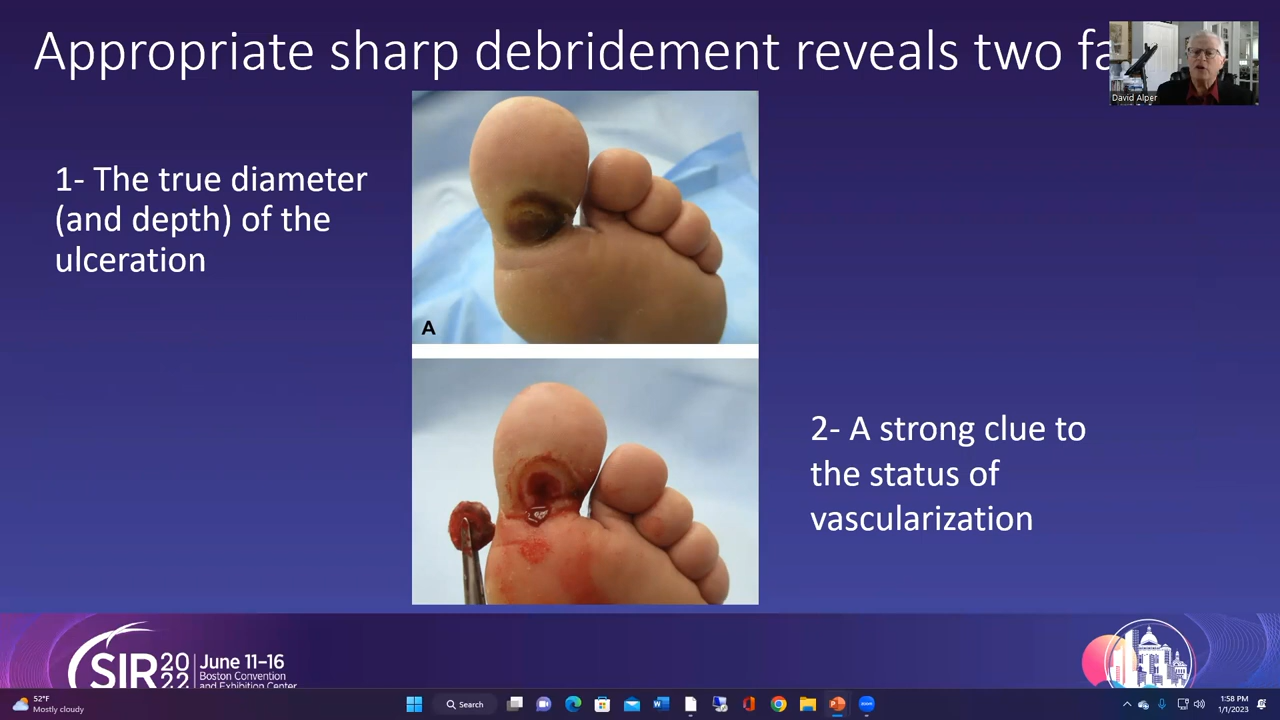 Appropriate sharp debridement reveals two fa
David Alper
1- The true diameter
(and depth) of the
ulceration
A
2- A strong clue to
the status of
vascularization
SIR 20
22
June 11–16
Boston Convention
and Exhibition Center
52°F
Mostly cloudy
Search
1:58 PM
1/1/2023